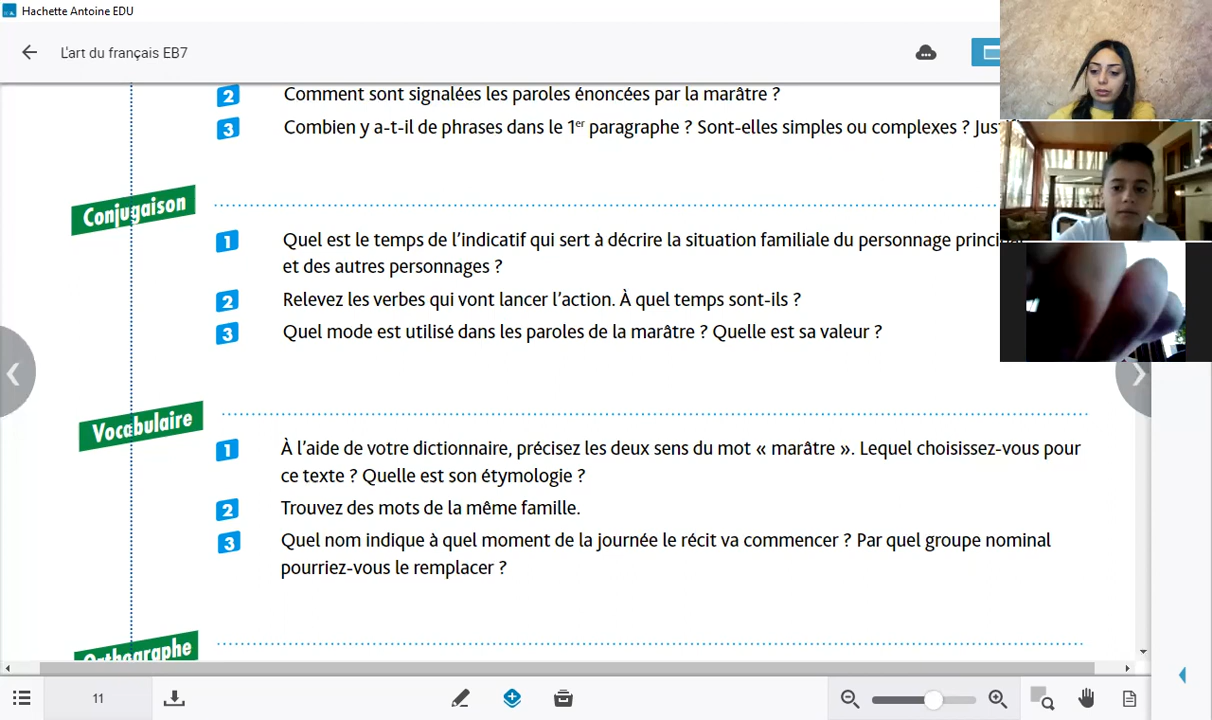 Hachette Antoine EDU
L'art du français EB7
2 Comment sont signalées les paroles énoncées par la marâtre ?
3 Combien y a-t-il de phrases dans le 1er paragraphe ? Sont-elles simples ou complexes ?
Conjugaison
1 Quel est le temps de l'indicatif qui sert à décrire la situation familiale du personnage
et des autres personnages ?
2 Relevez les verbes qui vont lancer l'action. À quel temps sont-ils ?
3 Quel mode est utilisé dans les paroles de la marâtre ? Quelle est sa valeur ?
Vocabulaire
1 À l'aide de votre dictionnaire, précisez les deux sens du mot « marâtre ». Lequel choisissez-vous pour
ce texte ? Quelle est son étymologie ?
2 Trouvez des mots de la même famille.
3 Quel nom indique à quel moment de la journée le récit va commencer ? Par quel groupe nominal
pourriez-vous le remplacer ?
Orthographe
11